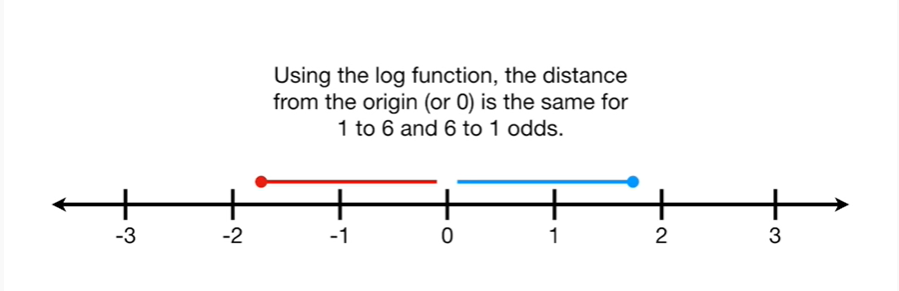 Using the log function, the distance
from the origin (or 0) is the same for
1 to 6 and 6 to 1 odds.
-3 -2 -1 0 1 2 3